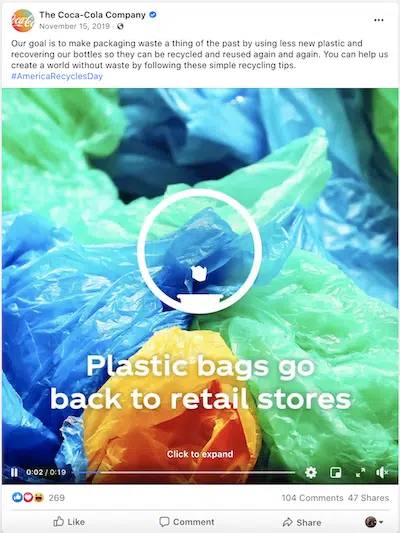 The Coca-Cola Company
November 15, 2019 ·
Our goal is to make packaging waste a thing of the past by using less new plastic and
recovering our bottles so they can be recycled and reused again and again. You can help us
create a world without waste by following these simple recycling tips.
#AmericaRecyclesDay
Plastic bags go
back to retail stores
Click to expand
0:02 / 0:19
269
104 Comments 47 Shares
Like Comment Share